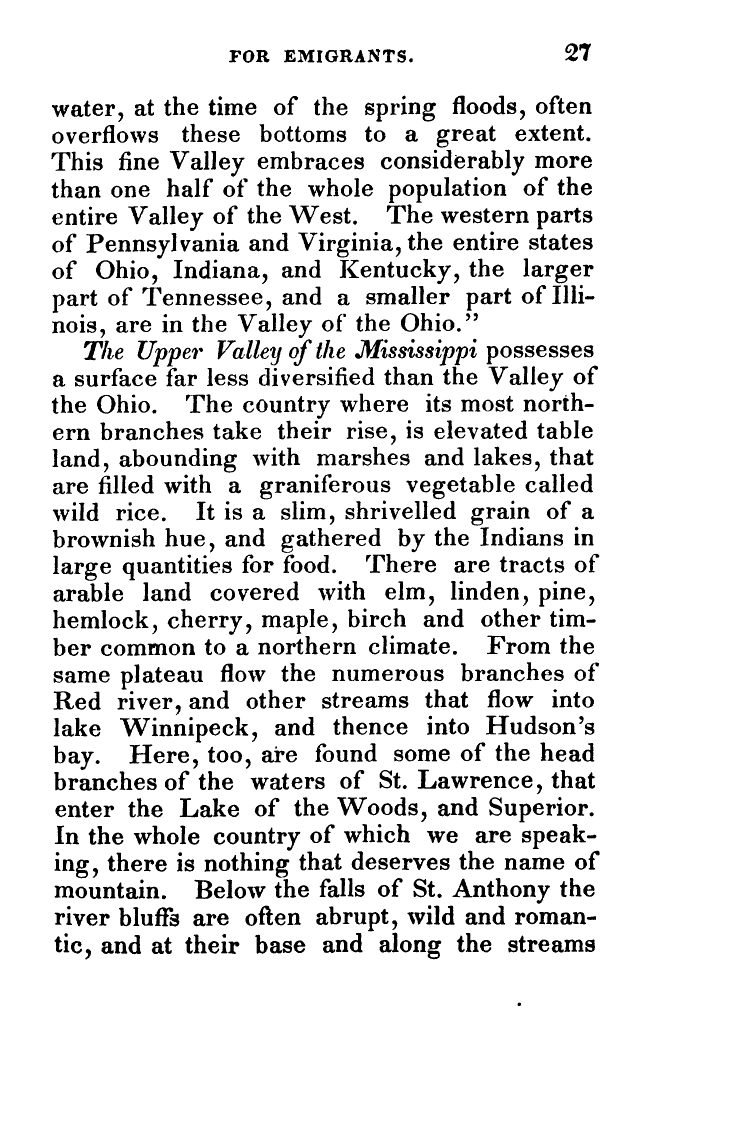 FOR EMIGRANTS. 27
water, at the time of the spring floods, often
overflows these bottoms to a great extent.
This fine Valley embraces considerably more
than one half of the whole population of the
entire Valley of the West. The western parts
of Pennsylvania and Virginia, the entire states
of Ohio, Indiana, and Kentucky, the larger
part of Tennessee, and a smaller part of Illi-
nois, are in the Valley of the Ohio.”
The Upper Valley of the Mississippi possesses
a surface far less diversified than the Valley of
the Ohio. The country where its most north-
ern branches take their rise, is elevated table
land, abounding with marshes and lakes, that
are filled with a graniferous vegetable called
wild rice. It is a slim, shrivelled grain of a
brownish hue, and gathered by the Indians in
large quantities for food. There are tracts of
arable land covered with elm, linden, pine,
hemlock, cherry, maple, birch and other tim-
ber common to a northern climate. From the
same plateau flow the numerous branches of
Red river, and other streams that flow into
lake Winnipeck, and thence into Hudson’s
bay. Here, too, are found some of the head
branches of the waters of St. Lawrence, that
enter the Lake of the Woods, and Superior.
In the whole country of which we are speak-
ing, there is nothing that deserves the name of
mountain. Below the falls of St. Anthony the
river bluffs are often abrupt, wild and roman-
tic, and at their base and along the streams